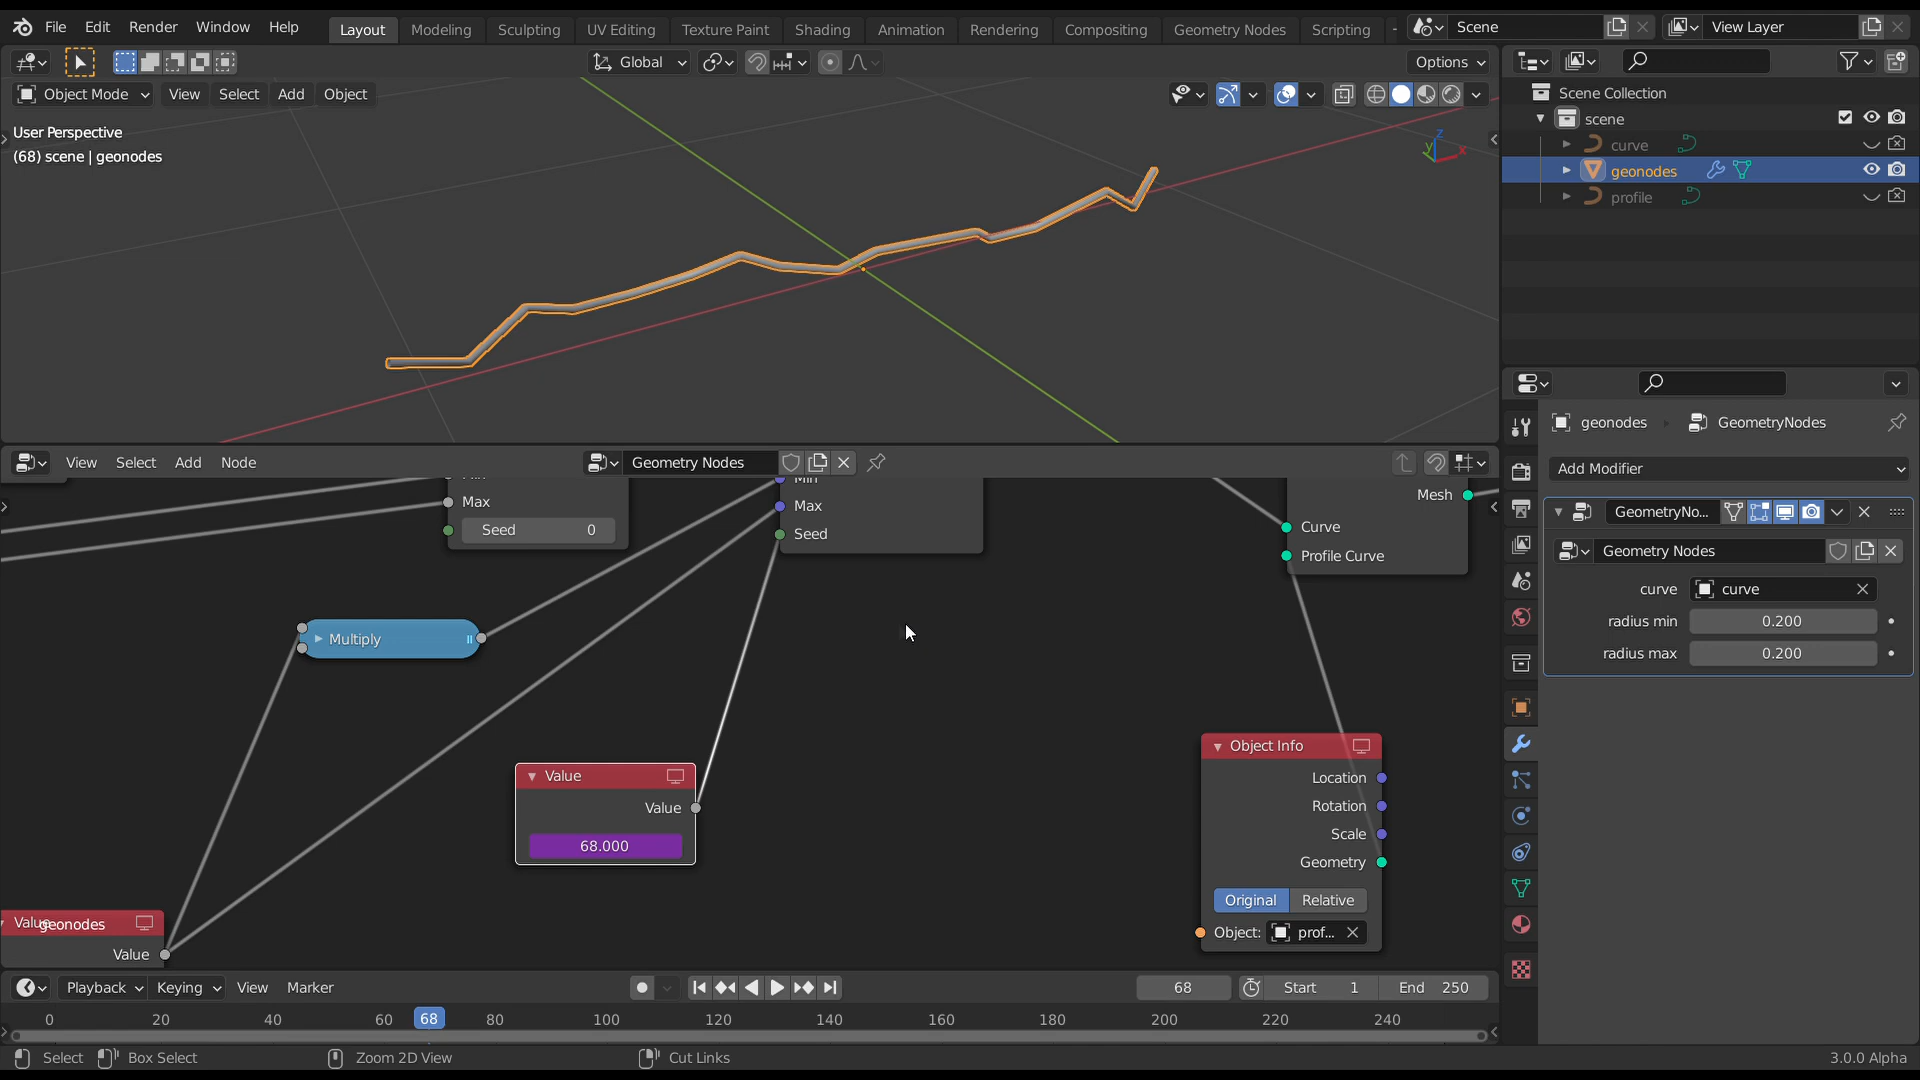 File Edit Render Window Help Layout Modeling Sculpting UV Editing Texture Paint Shading Animation Rendering Compositing Geometry Nodes Scripting Scene View Layer
Global Options
Object Mode View Select Add Object
User Perspective
(68) scene | geonodes
Z
Y
X
Scene Collection
scene
curve
geonodes
profile
View Select Add Node Geometry Nodes
Min
Max
Seed 0
Min
Max
Seed
Mesh
Curve
Profile Curve
Multiply
Value
Value
68.000
Value
geonodes
Value
Object Info
Location
Rotation
Scale
Geometry
Original Relative
Object: prof...
geonodes GeometryNodes
Add Modifier
GeometryNo...
Geometry Nodes
curve curve
radius min 0.200
radius max 0.200
Playback Keying View Marker 68 Start 1 End 250
0 20 40 60 68 80 100 120 140 160 180 200 220 240
Select Box Select Zoom 2D View Cut Links 3.0.0 Alpha